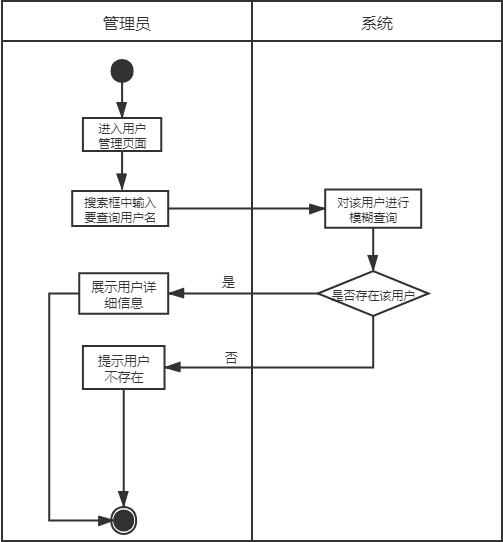 管理员
系统
进入用户
管理页面
搜索框中输入
要查询用户名
对该用户进行
模糊查询
是否存在该用户
是
展示用户详
细信息
否
提示用户
不存在